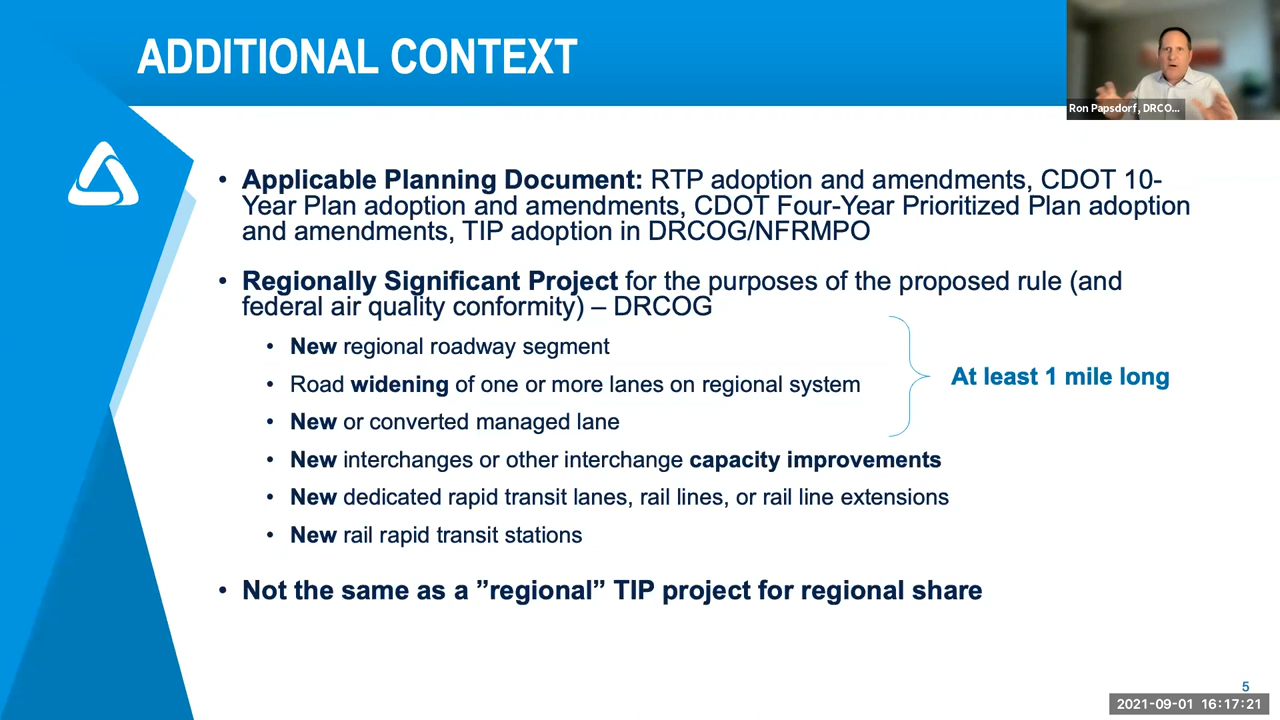 ADDITIONAL CONTEXT
Ron Papsdorf, DRCO...
• Applicable Planning Document: RTP adoption and amendments, CDOT 10-
Year Plan adoption and amendments, CDOT Four-Year Prioritized Plan adoption
and amendments, TIP adoption in DRCOG/NFRMPO
• Regionally Significant Project for the purposes of the proposed rule (and
federal air quality conformity) – DRCOG
• New regional roadway segment
• Road widening of one or more lanes on regional system
• New or converted managed lane
At least 1 mile long
• New interchanges or other interchange capacity improvements
• New dedicated rapid transit lanes, rail lines, or rail line extensions
• New rail rapid transit stations
• Not the same as a ”regional” TIP project for regional share
5
2021-09-01 16:17:21